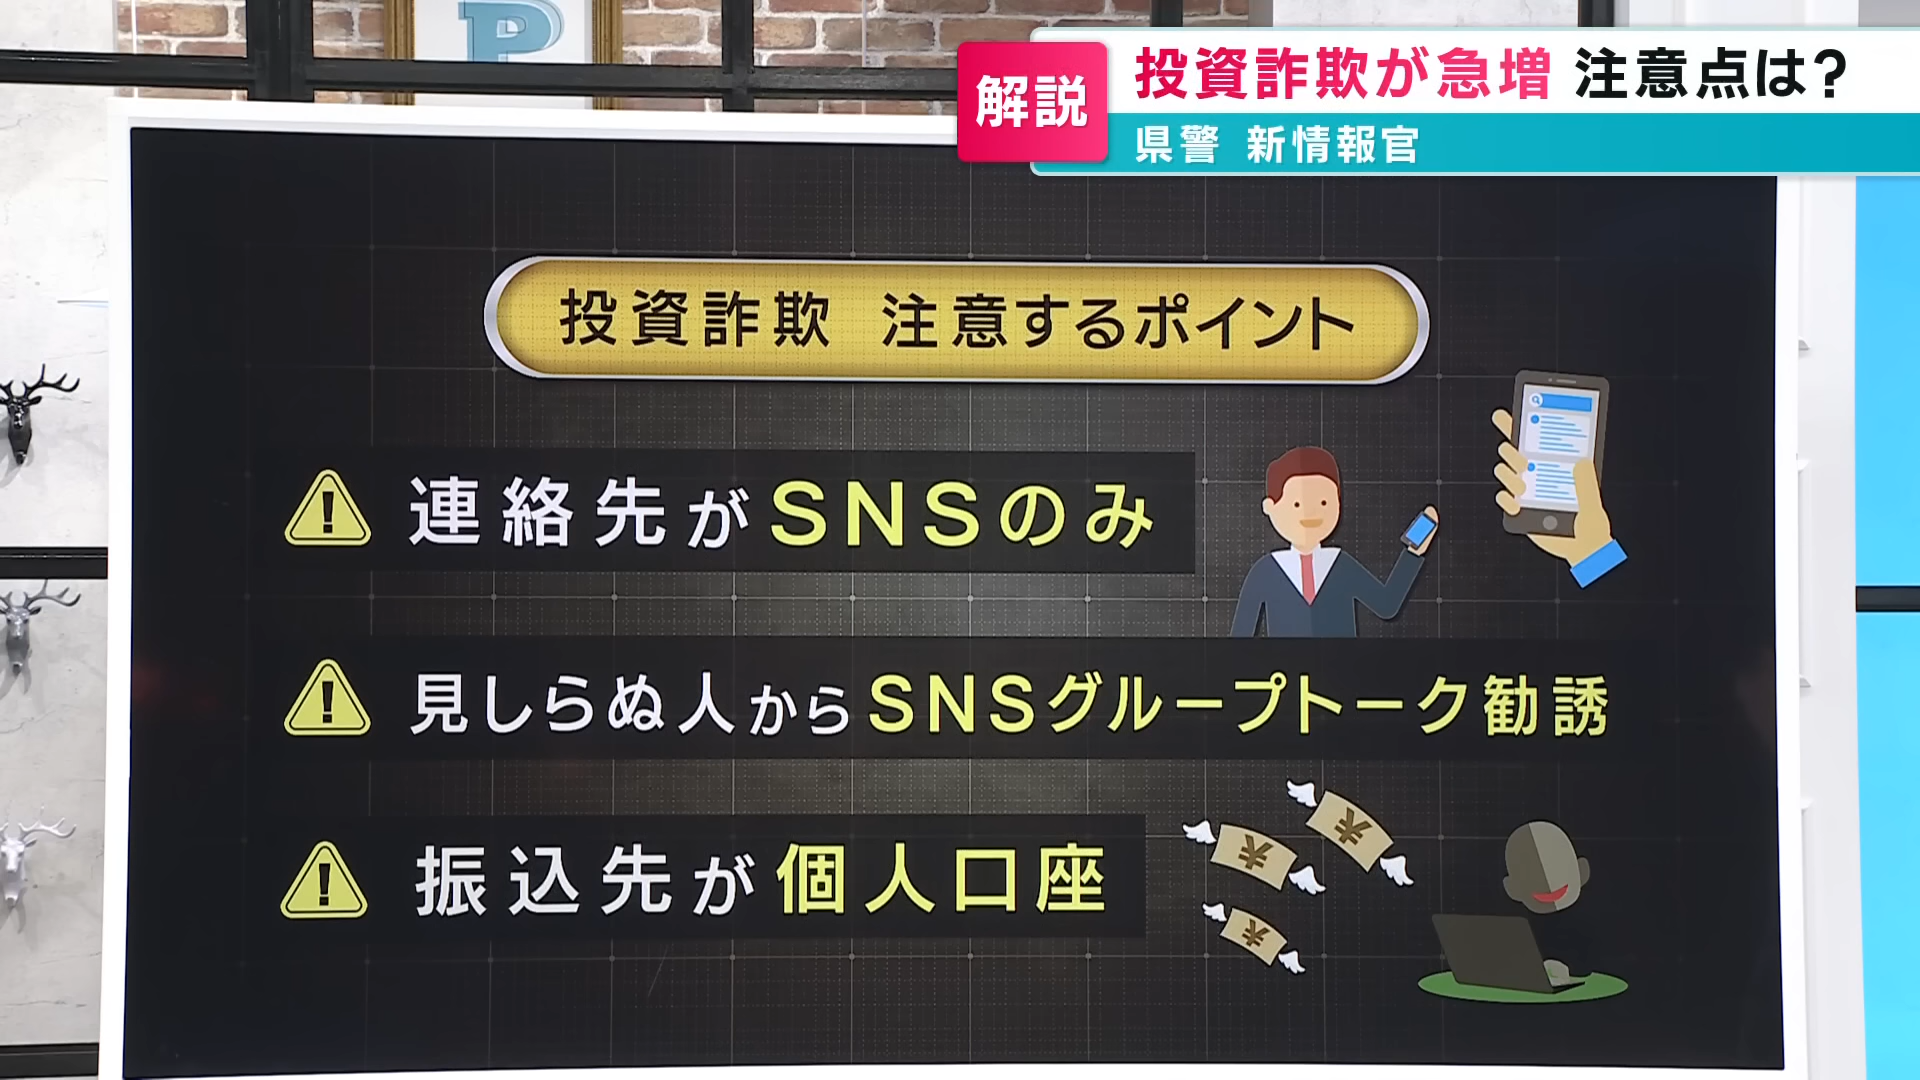 P
解説
投資詐欺が急増 注意点は?
県警 新情報官
投資詐欺 注意するポイント
連絡先がSNSのみ
見しらぬ人からSNSグループトーク勧誘
振込先が個人口座